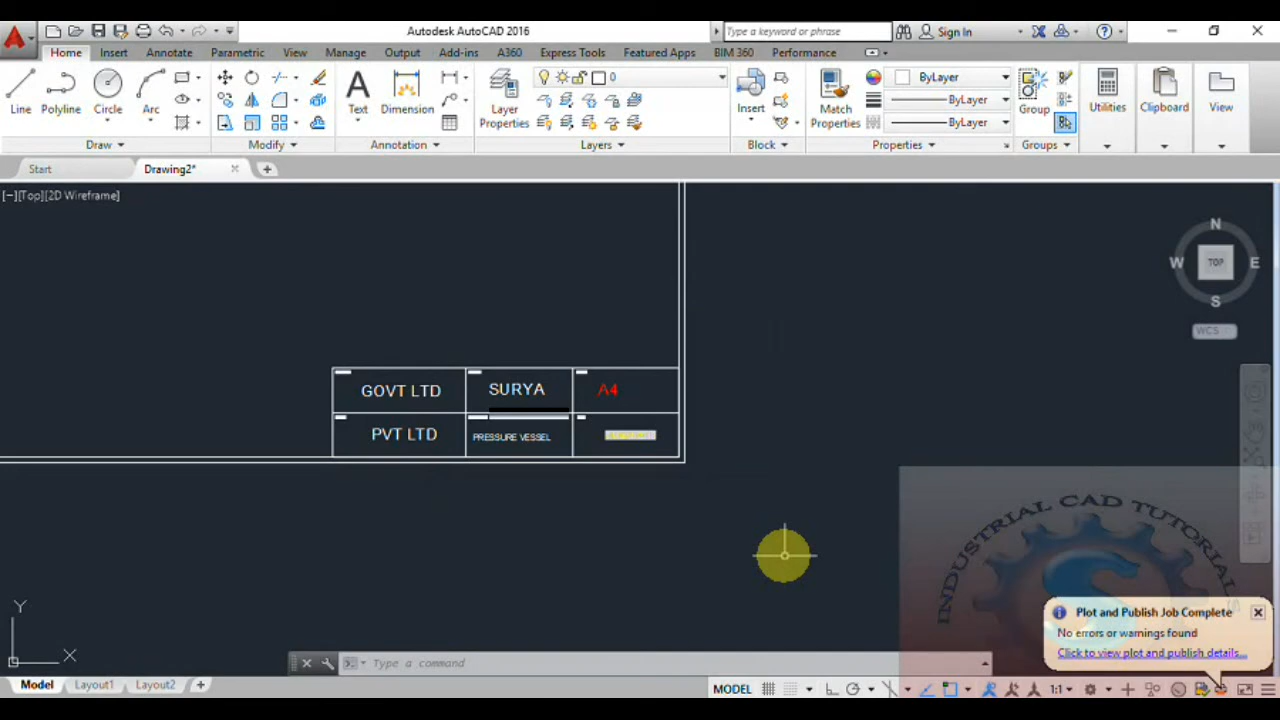 Autodesk AutoCAD 2016 Drawing2.dwg
Type a keyword or phrase
Sign In
Home Insert Annotate Parametric View Manage Output Add-ins A360 Express Tools Featured Apps BIM 360 Performance
Line Polyline Circle Arc
Text Dimension
Layer Properties
0
Insert
Match Properties
ByLayer
ByLayer
ByLayer
Group
Utilities
Clipboard
View
Draw Modify Annotation Layers Block Properties Groups
Start Drawing2*
[−][Top][2D Wireframe]
N
W TOP E
S
WCS
GOVT LTD SURYA A4
PVT LTD PRESSURE VESSEL
INDUSTRIAL CAD TUTORIALS
Plot and Publish Job Complete
No errors or warnings found
Click to view plot and publish details...
Y
X
Type a command
Model Layout1 Layout2 +
MODEL 1:1